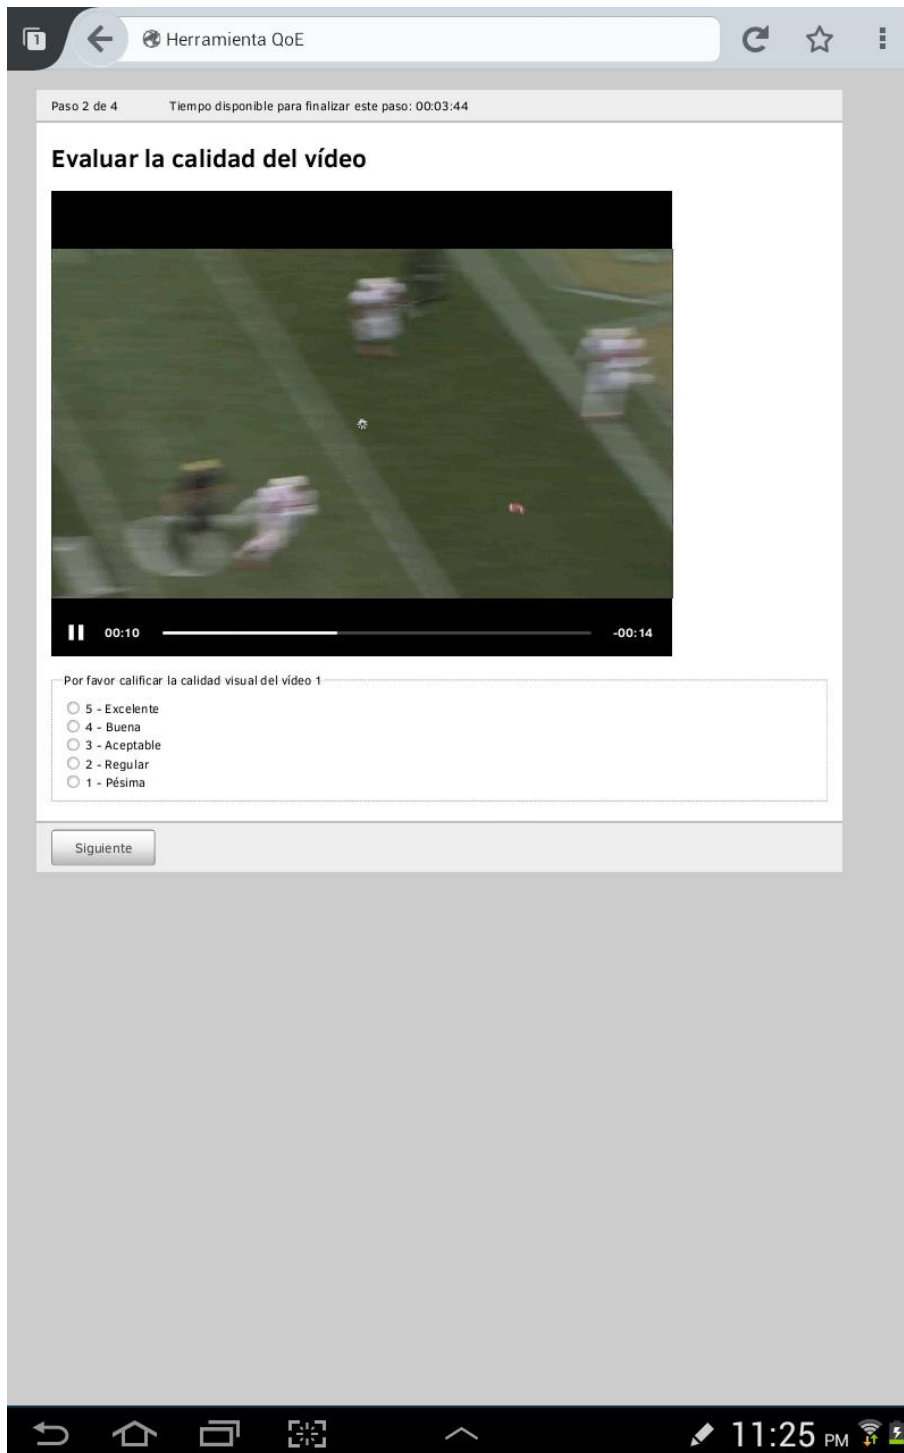 1
Herramienta QoE
Paso 2 de 4 Tiempo disponible para finalizar este paso: 00:03:44
Evaluar la calidad del vídeo
00:10 -00:14
Por favor calificar la calidad visual del vídeo 1
5 - Excelente
4 - Buena
3 - Aceptable
2 - Regular
1 - Pésima
Siguiente
11:25 PM